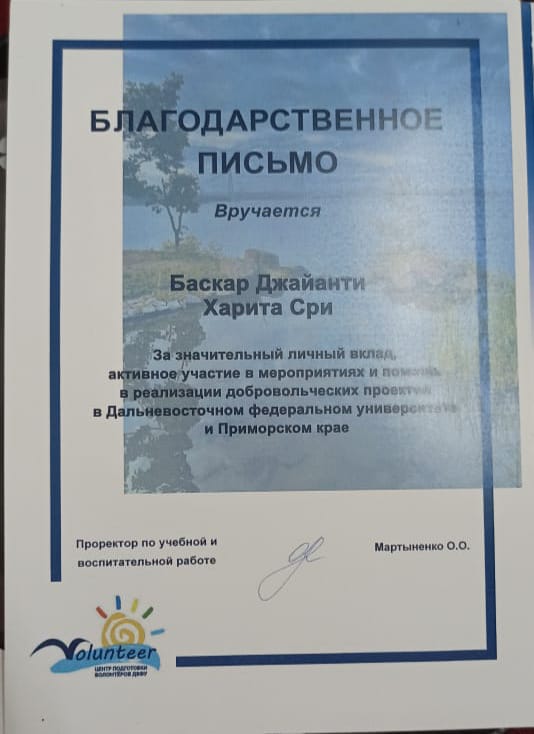 БЛАГОДАРСТВЕННОЕ
ПИСЬМО
Вручается
Баскар Джайанти
Харита Сри
За значительный личный вклад,
активное участие в мероприятиях и помощь
в реализации добровольческих проектов
в Дальневосточном федеральном университете
и Приморском крае
Проректор по учебной и
воспитательной работе
Мартыненко О.О.
Volunteer
ЦЕНТР ПОДГОТОВКИ
ВОЛОНТЁРОВ ДВФУ